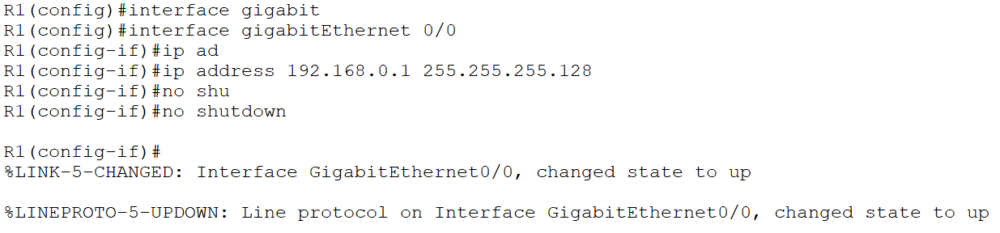 R1(config)#interface gigabit
R1(config)#interface gigabitEthernet 0/0
R1(config-if)#ip ad
R1(config-if)#ip address 192.168.0.1 255.255.255.128
R1(config-if)#no shu
R1(config-if)#no shutdown
R1(config-if)#
%LINK-5-CHANGED: Interface GigabitEthernet0/0, changed state to up
%LINEPROTO-5-UPDOWN: Line protocol on Interface GigabitEthernet0/0, changed state to up